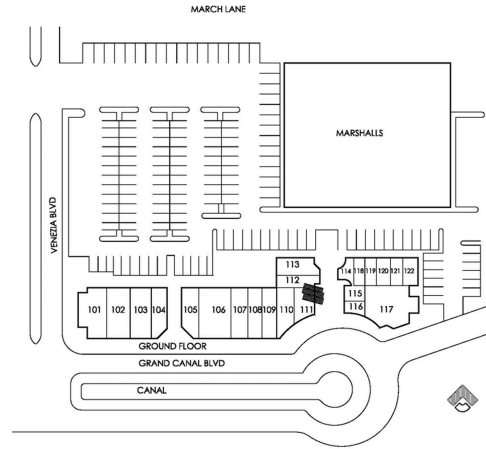 MARCH LANE
MARSHALLS
VENEZIA BLVD
113
112
114 118 119 120 121 122
115
116
117
101 102 103 104 105 106 107 108 109 110 111
GROUND FLOOR
GRAND CANAL BLVD
CANAL